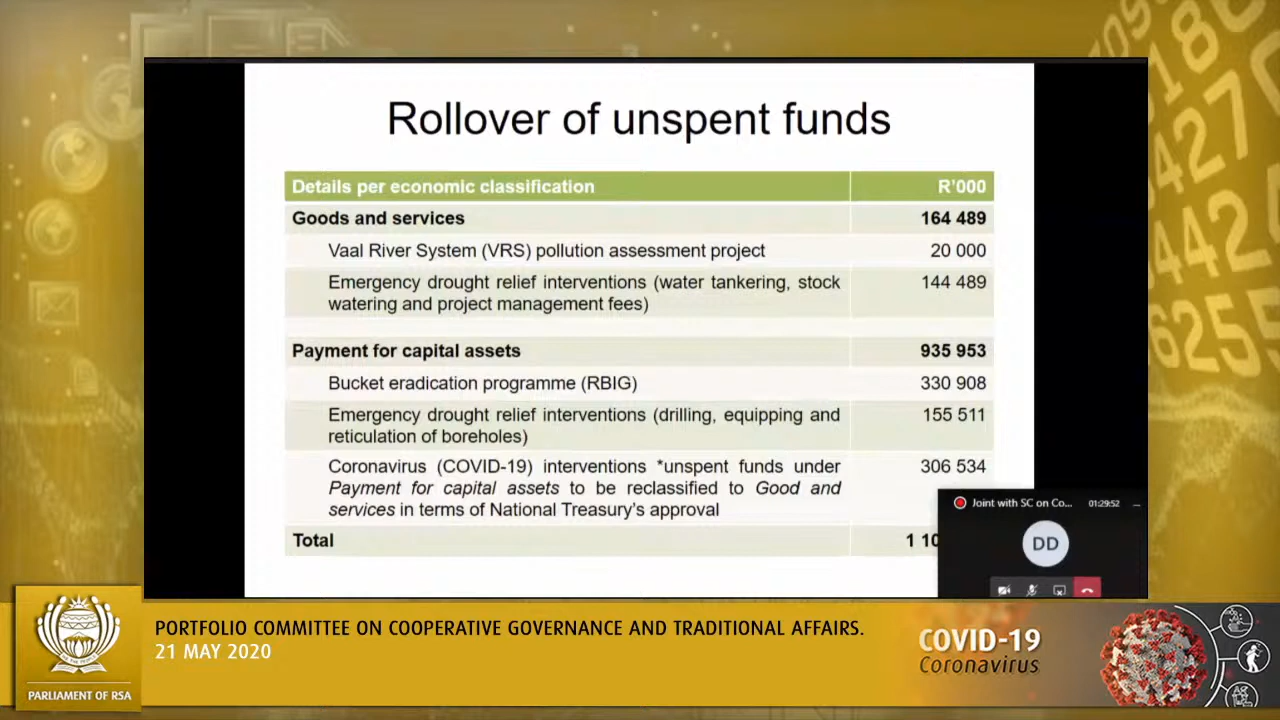 Rollover of unspent funds
Details per economic classification R'000
Goods and services 164 489
Vaal River System (VRS) pollution assessment project 20 000
Emergency drought relief interventions (water tankering, stock 144 489
watering and project management fees)
Payment for capital assets 935 953
Bucket eradication programme (RBIG) 330 908
Emergency drought relief interventions (drilling, equipping and 155 511
reticulation of boreholes)
Coronavirus (COVID-19) interventions *unspent funds under 306 534
Payment for capital assets to be reclassified to Good and
services in terms of National Treasury's approval
Total 1 10
Joint with SC on Co... 01:29:52
DD
PORTFOLIO COMMITTEE ON COOPERATIVE GOVERNANCE AND TRADITIONAL AFFAIRS.
21 MAY 2020
COVID-19
Coronavirus
PARLIAMENT OF RSA